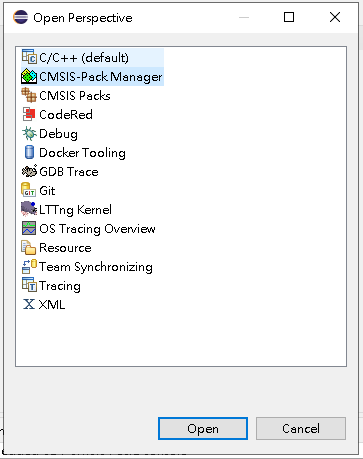 Open Perspective
C/C++ (default)
CMSIS-Pack Manager
CMSIS Packs
CodeRed
Debug
Docker Tooling
GDB Trace
Git
LTTng Kernel
OS Tracing Overview
Resource
Team Synchronizing
Tracing
XML
Open Cancel